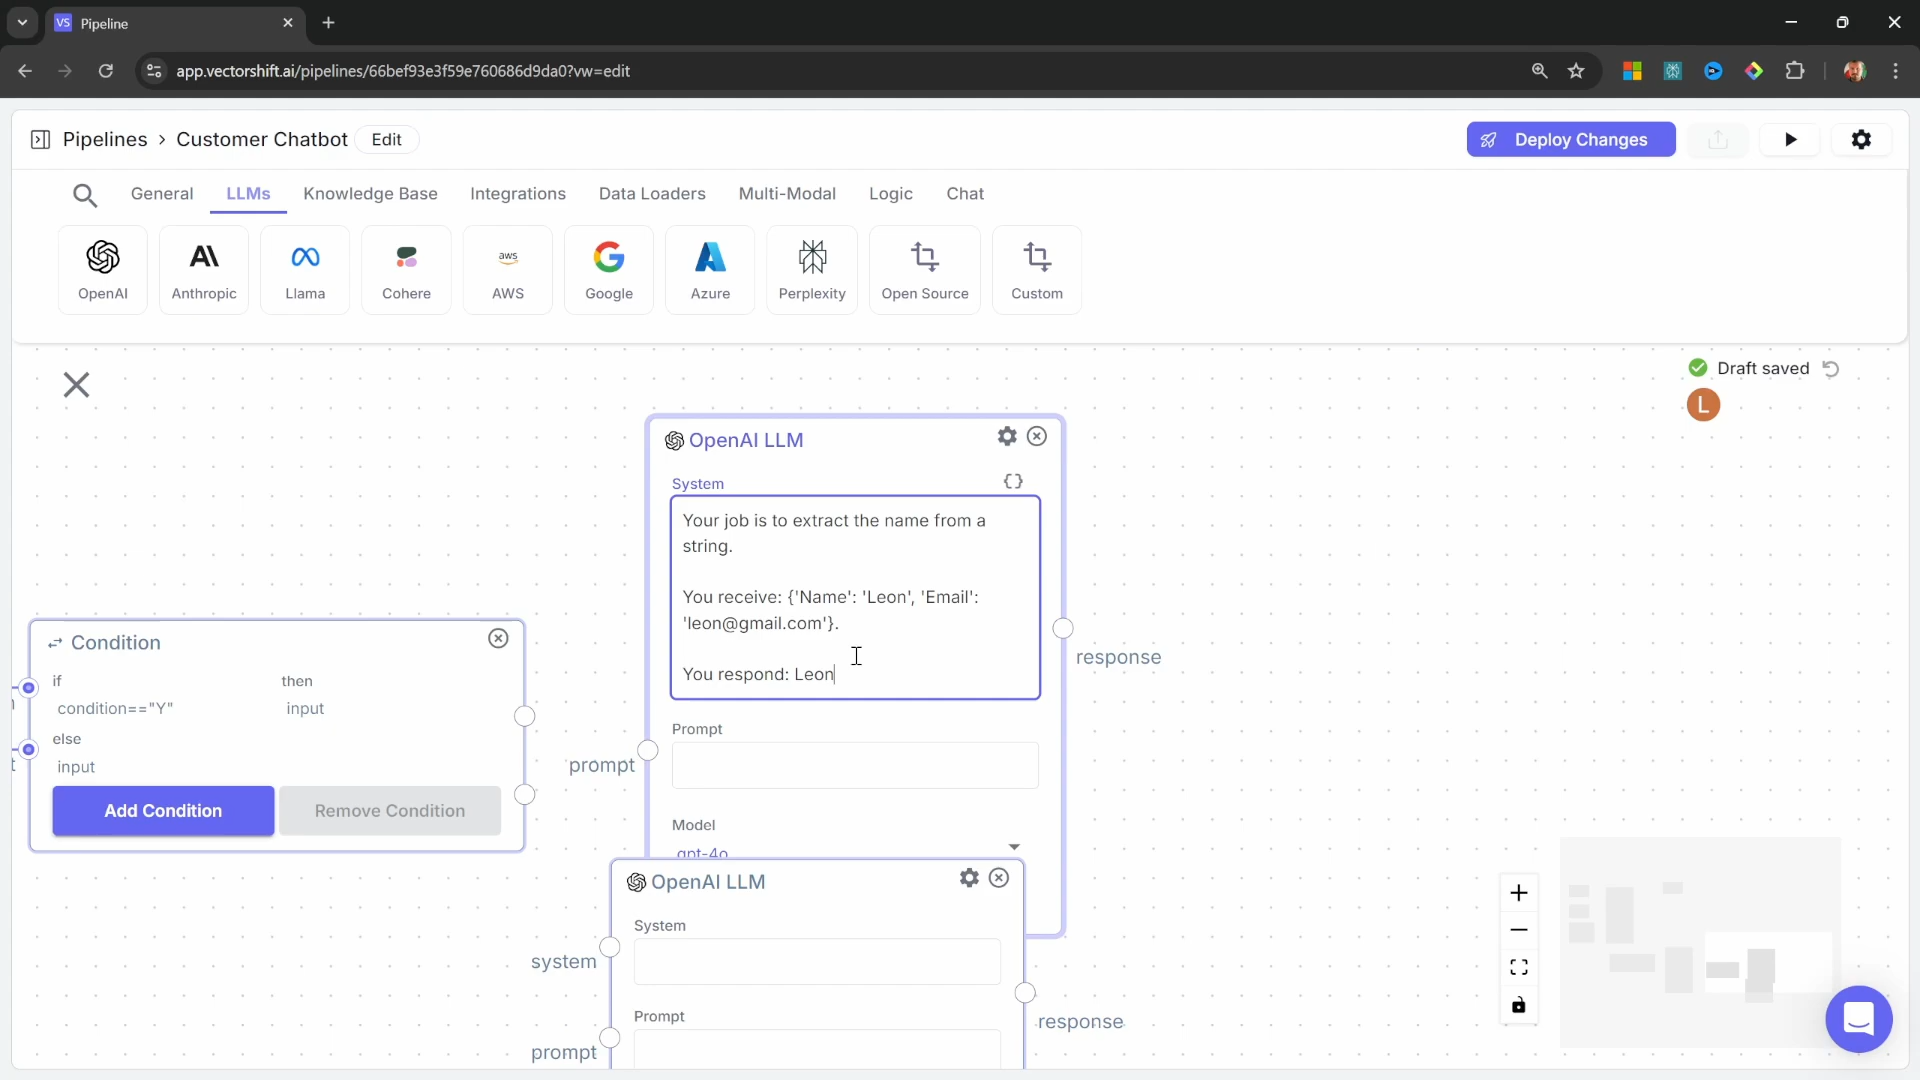 VS Pipeline
app.vectorshift.ai/pipelines/66bef93e3f59e760686d9da0?vw=edit
Pipelines > Customer Chatbot Edit
Deploy Changes
General LLMs Knowledge Base Integrations Data Loaders Multi-Modal Logic Chat
aws
OpenAI Anthropic Llama Cohere AWS Google Azure Perplexity Open Source Custom
Draft saved
L
OpenAI LLM
System
{}
Your job is to extract the name from a
string.
You receive: {'Name': 'Leon', 'Email':
'leon@gmail.com'}.
You respond: Leon
response
Condition
if then
condition=="Y" input
else
input
Add Condition Remove Condition
Prompt
prompt
Model
gpt-4o
OpenAI LLM
System
system
Prompt
response
prompt